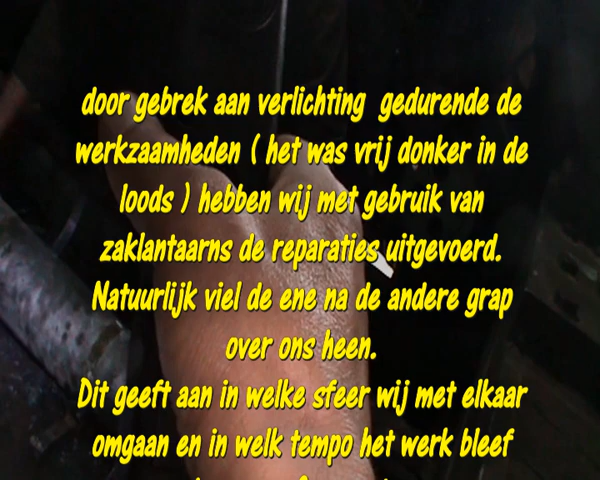 door gebrek aan verlichting gedurende de
werkzaamheden ( het was vrij donker in de
loods ) hebben wij met gebruik van
zaklantaarns de reparaties uitgevoerd.
Natuurlijk viel de ene na de andere grap
over ons heen.
Dit geeft aan in welke sfeer wij met elkaar
omgaan en in welk tempo het werk bleef